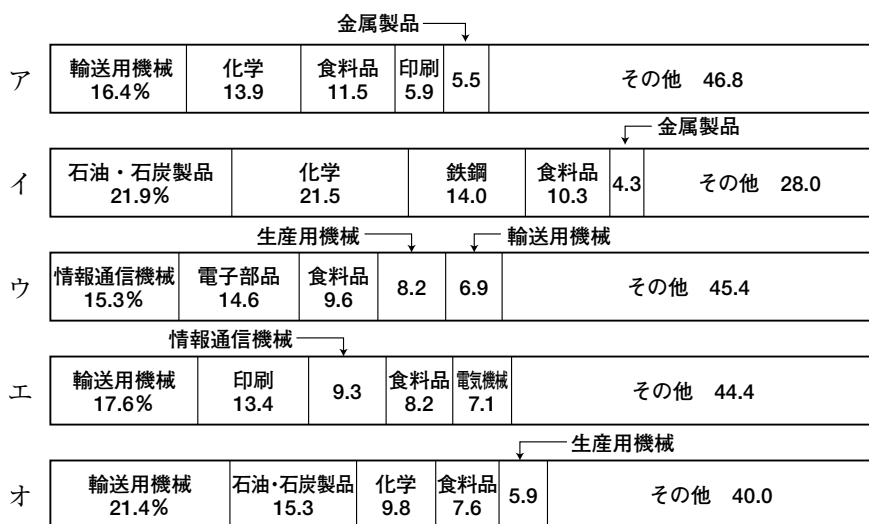 金属製品
ア
輸送用機械 化学 食料品 印刷
16.4% 13.9 11.5 5.9 5.5 その他 46.8
金属製品
イ
石油・石炭製品 化学 鉄鋼 食料品
21.9% 21.5 14.0 10.3 4.3 その他 28.0
生産用機械 輸送用機械
ウ
情報通信機械 電子部品 食料品
15.3% 14.6 9.6 8.2 6.9 その他 45.4
情報通信機械
エ
輸送用機械 印刷 食料品 電気機械
17.6% 13.4 9.3 8.2 7.1 その他 44.4
生産用機械
オ
輸送用機械 石油・石炭製品 化学 食料品
21.4% 15.3 9.8 7.6 5.9 その他 40.0